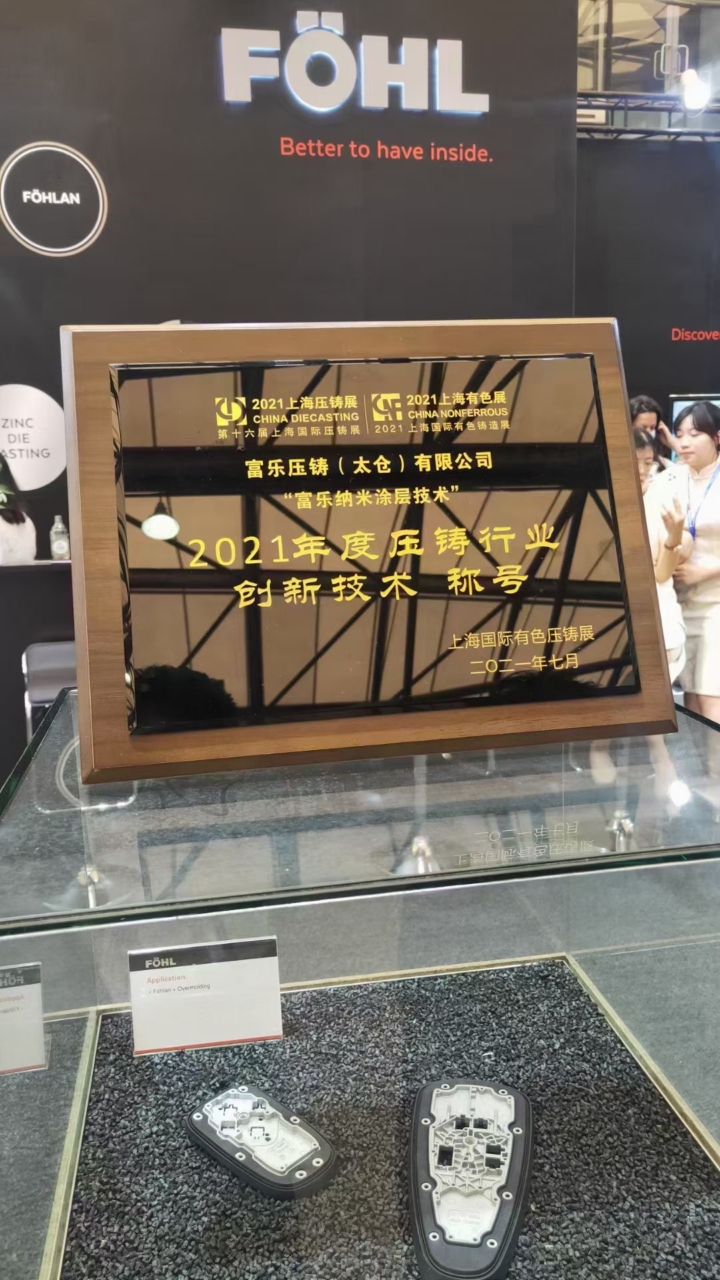 FÖHL
Better to have inside.
FÖHLAN
Discove
ZINC
DIE
ASTING
2021上海压铸展
CHINA DIECASTING
第十六届上海国际压铸展
2021上海有色展
CHINA NONFERROUS
2021上海国际有色铸造展
富乐压铸（太仓）有限公司
“富乐纳米涂层技术”
2021年度压铸行业
创新技术 称号
上海国际有色压铸展
二〇二一年七月
FÖHL
Application:
• Föhlan + Overmolding